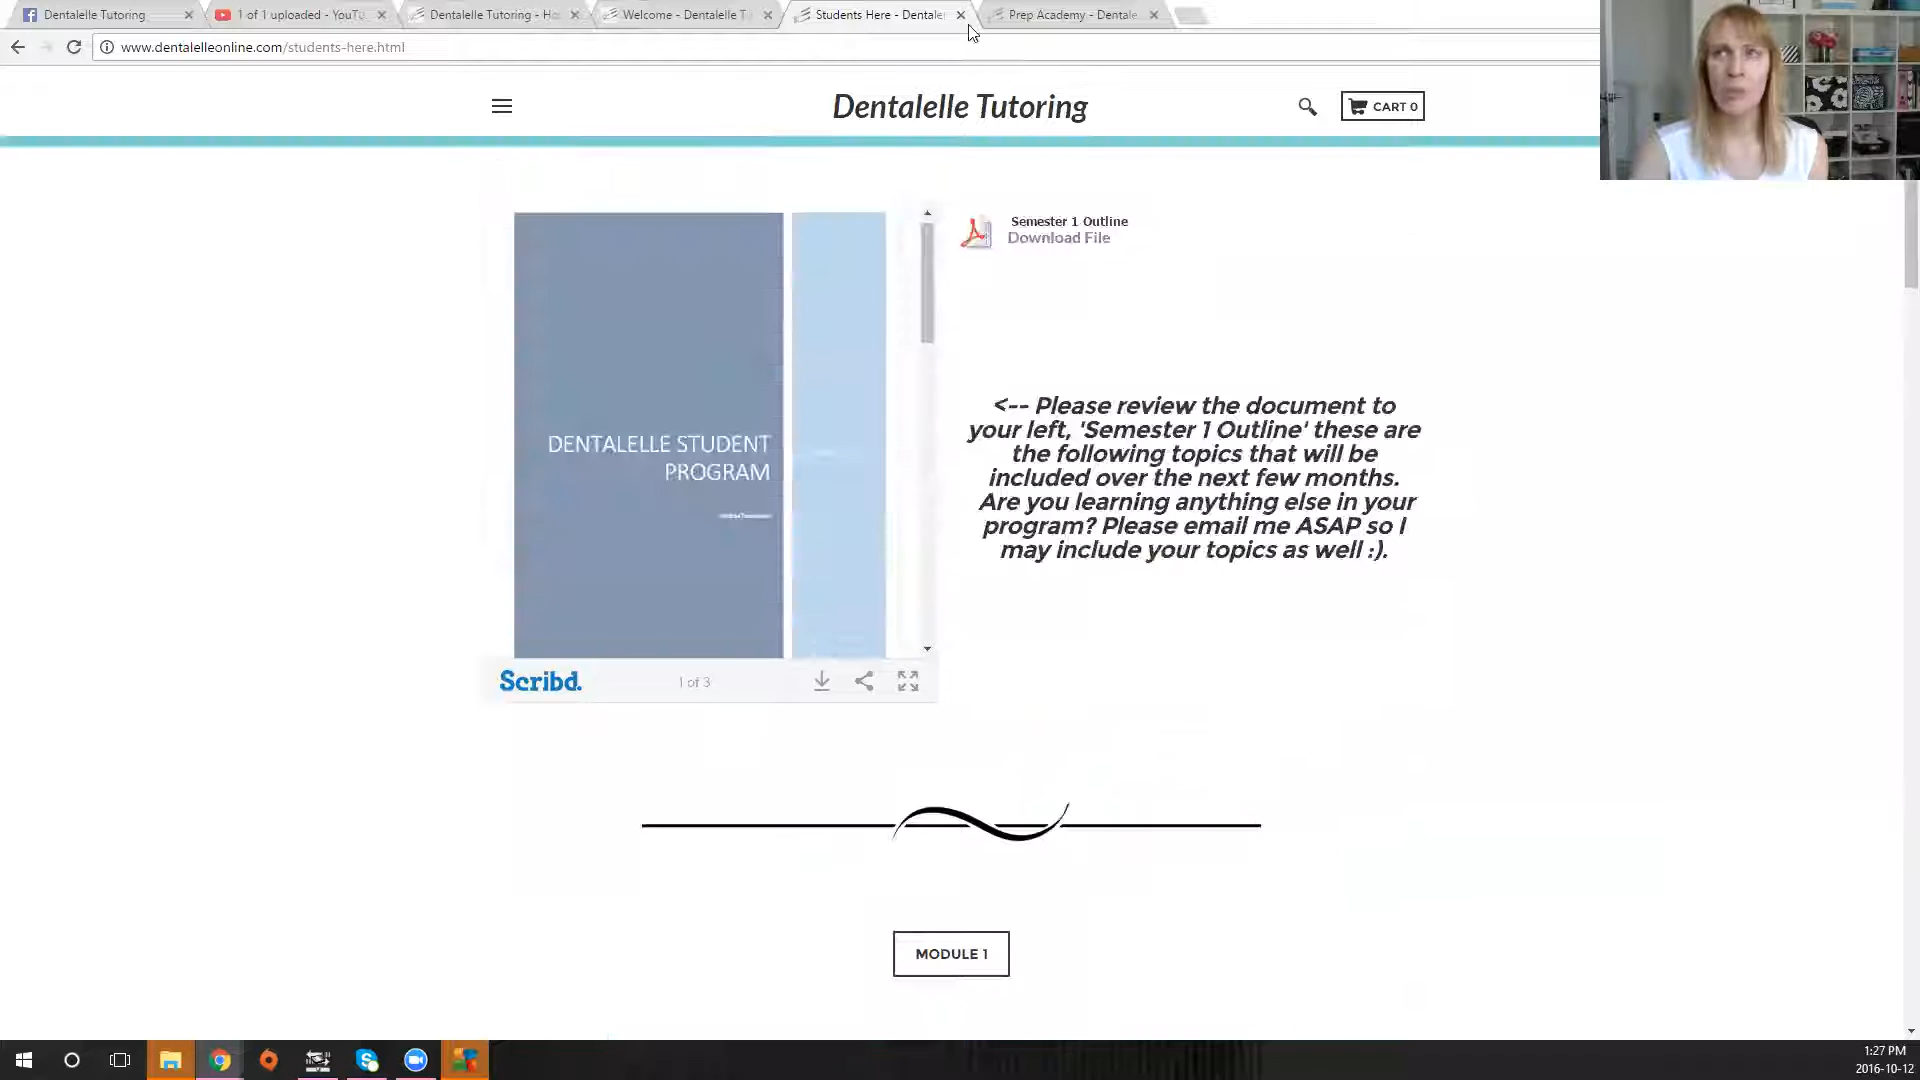 Dentalelle Tutoring
1 of 1 uploaded - YouTu
Dentalelle Tutoring - Ho
Welcome - Dentalelle T
Students Here - Dentale
Prep Academy - Dentale
www.dentalelleonline.com/students-here.html
Dentalelle Tutoring
CART 0
Semester 1 Outline
Download File
DENTALELLE STUDENT
PROGRAM
<-- Please review the document to
your left, 'Semester 1 Outline' these are
the following topics that will be
included over the next few months.
Are you learning anything else in your
program? Please email me ASAP so I
may include your topics as well :).
Scribd.
1 of 3
MODULE 1
1:27 PM
2016-10-12